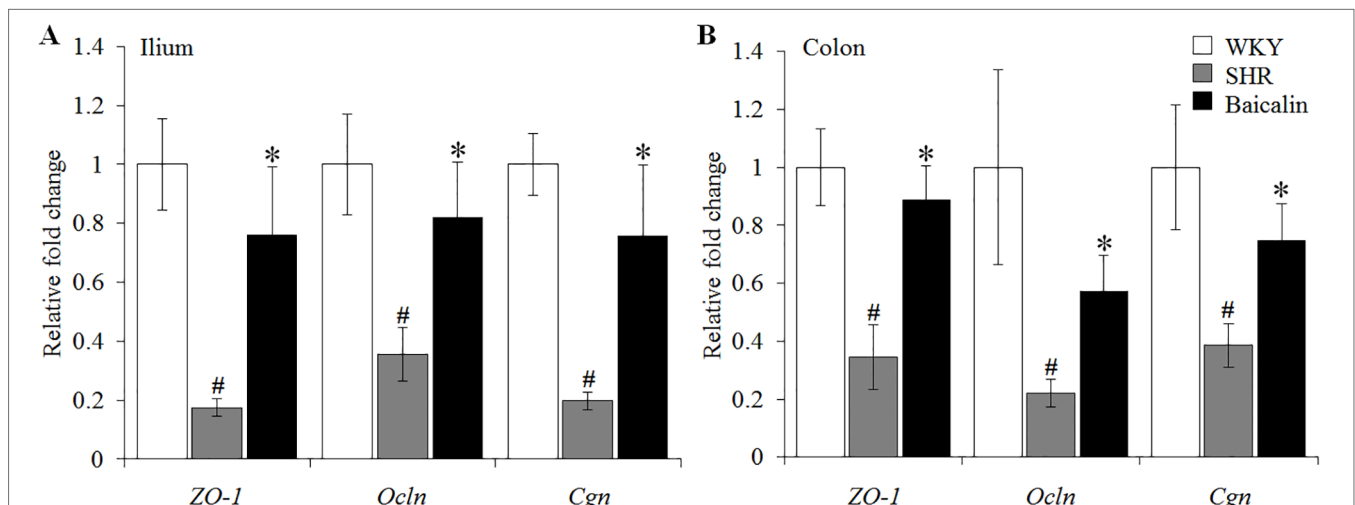 A
Ilium
Relative fold change
1.4
1.2
1
0.8
0.6
0.4
0.2
0
#
*
#
*
#
*
ZO-1
Ocln
Cgn
B
Colon
WKY
SHR
Baicalin
Relative fold change
1.4
1.2
1
0.8
0.6
0.4
0.2
0
#
*
#
*
#
*
ZO-1
Ocln
Cgn